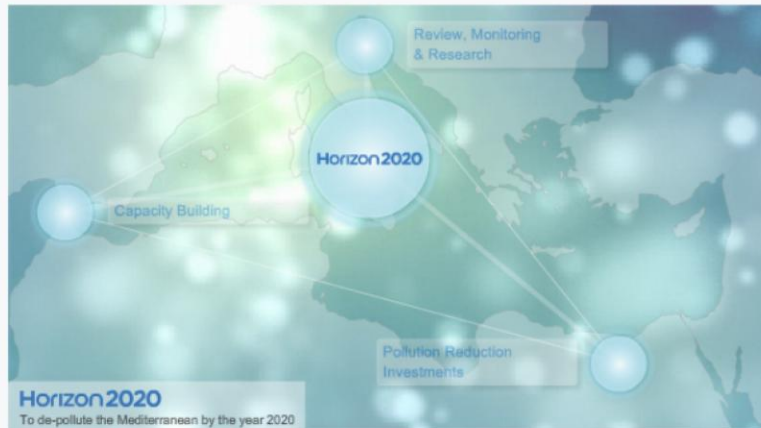 Review, Monitoring
& Research
Horizon2020
Capacity Building
Pollution Reduction
Investments
Horizon2020
To de-pollute the Mediterranean by the year 2020